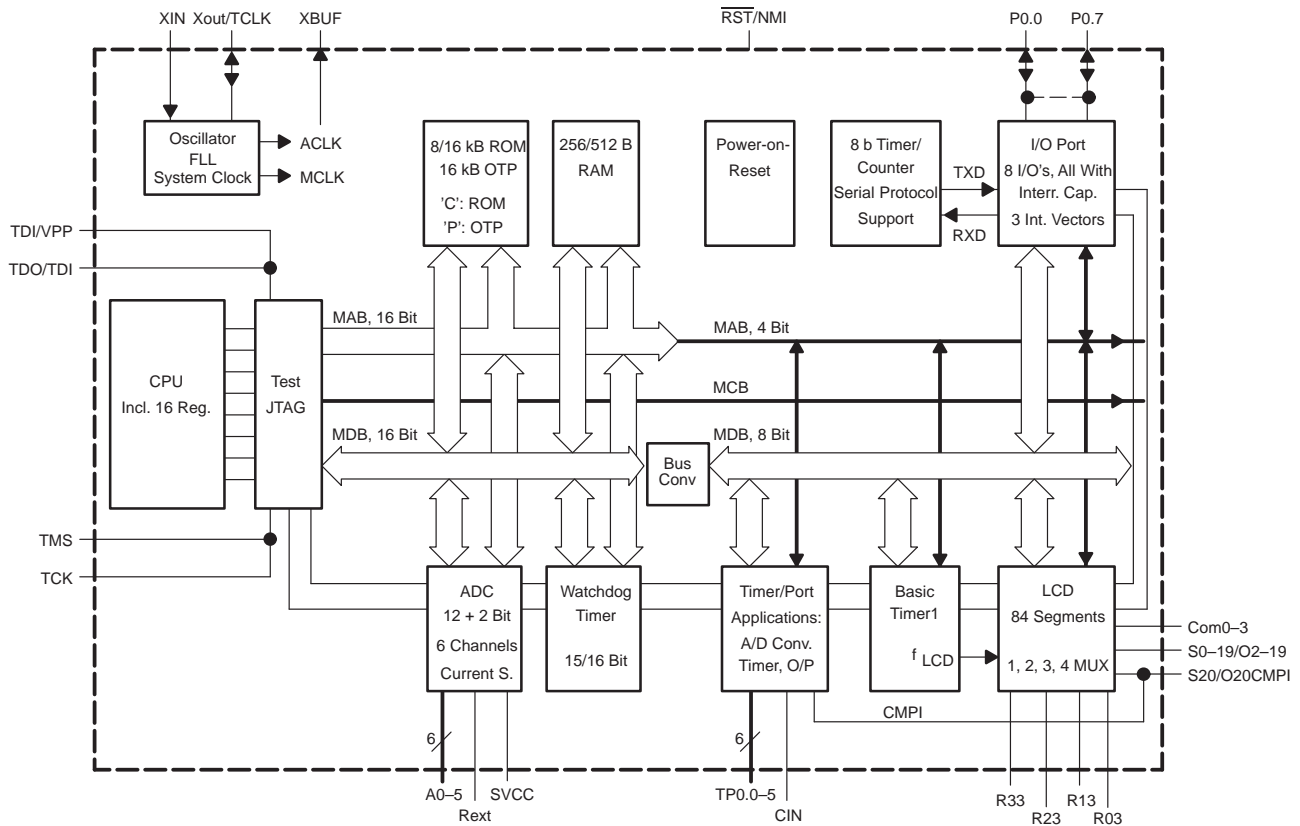 XIN Xout/TCLK XBUF RST/NMI P0.0 P0.7
Oscillator
FLL
System Clock
ACLK
MCLK
8/16 kB ROM
16 kB OTP
'C': ROM
'P': OTP
256/512 B
RAM
Power-on-
Reset
8 b Timer/
Counter
Serial Protocol
Support
TXD
RXD
I/O Port
8 I/O's, All With
Interr. Cap.
3 Int. Vectors
TDI/VPP
TDO/TDI
CPU
Incl. 16 Reg.
Test
JTAG
MAB, 16 Bit
MAB, 4 Bit
MCB
MDB, 16 Bit
MDB, 8 Bit
Bus
Conv
TMS
TCK
ADC
12 + 2 Bit
6 Channels
Current S.
Watchdog
Timer
15/16 Bit
Timer/Port
Applications:
A/D Conv.
Timer, O/P
Basic
Timer1
f LCD
LCD
84 Segments
1, 2, 3, 4 MUX
Com0–3
S0–19/O2–19
S20/O20CMPI
CMPI
6
6
A0–5
Rext
SVCC
TP0.0–5
CIN
R33
R23
R13
R03